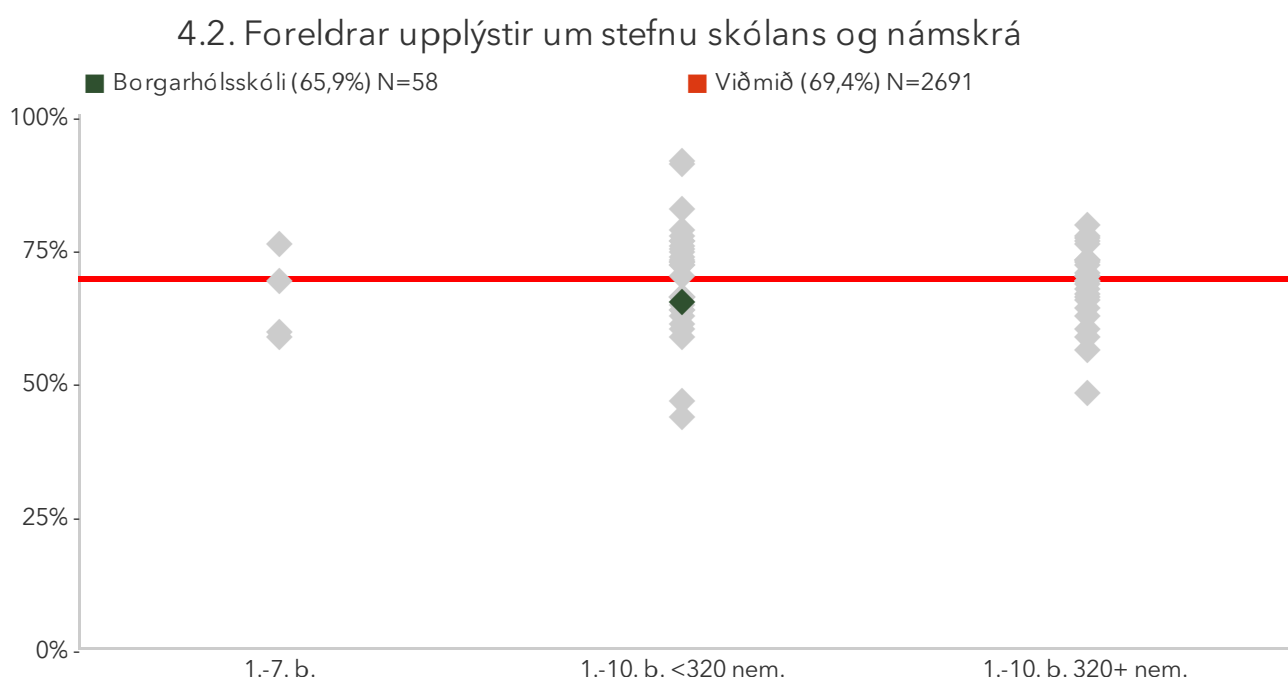 4.2. Foreldrar upplýstir um stefnu skólans og námskrá
Borgarhólsskóli (65,9%) N=58
Viðmið (69,4%) N=2691
100%
75%
50%
25%
0%
1.-7. b.
1.-10. b. <320 nem.
1.-10. b. 320+ nem.